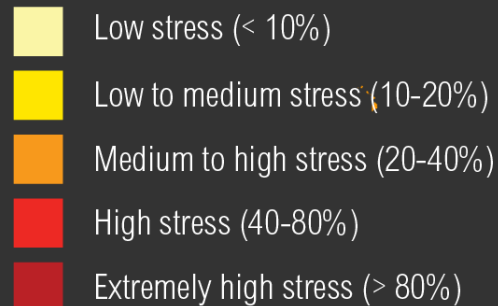 Low stress (< 10%)
Low to medium stress (10-20%)
Medium to high stress (20-40%)
High stress (40-80%)
Extremely high stress (> 80%)